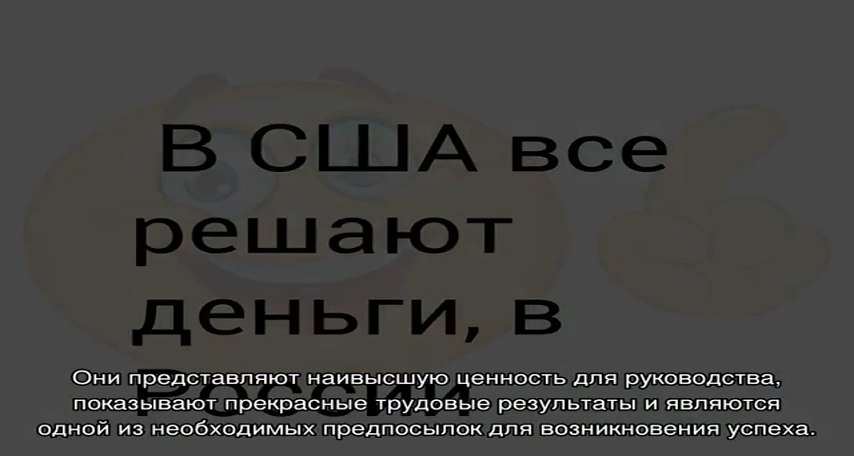 В США все
решают
деньги, в
России
Они представляют наивысшую ценность для руководства,
показывают прекрасные трудовые результаты и являются
одной из необходимых предпосылок для возникновения успеха.